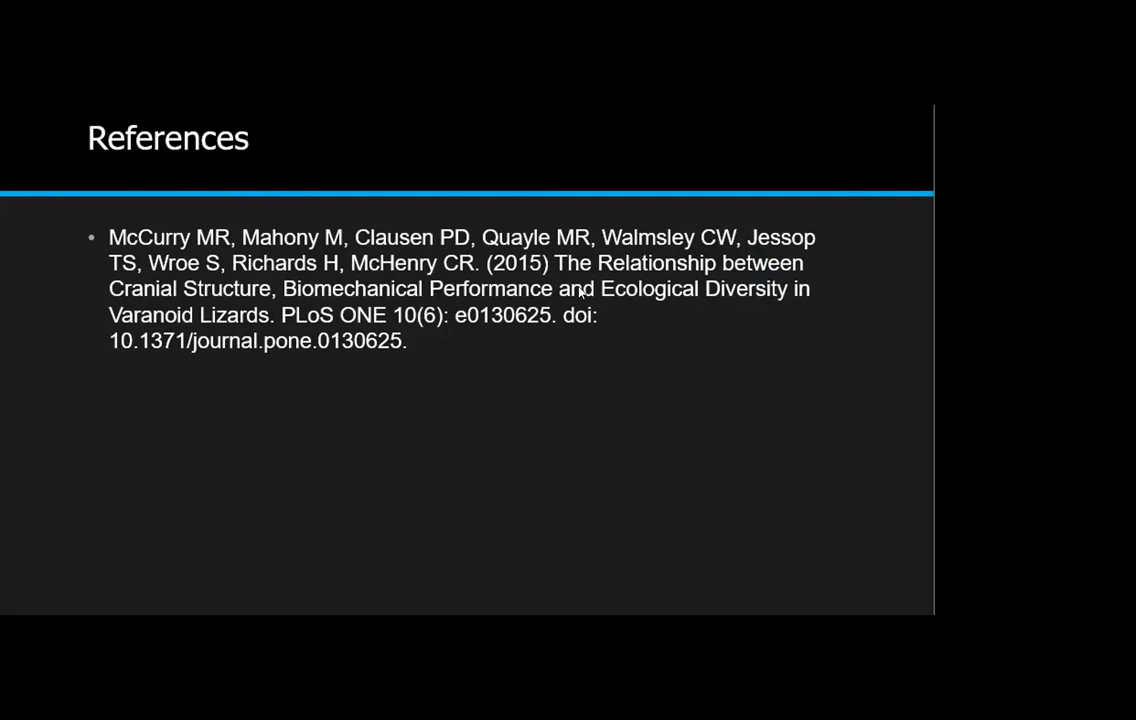 References
• McCurry MR, Mahony M, Clausen PD, Quayle MR, Walmsley CW, Jessop
TS, Wroe S, Richards H, McHenry CR. (2015) The Relationship between
Cranial Structure, Biomechanical Performance and Ecological Diversity in
Varanoid Lizards. PLoS ONE 10(6): e0130625. doi:
10.1371/journal.pone.0130625.